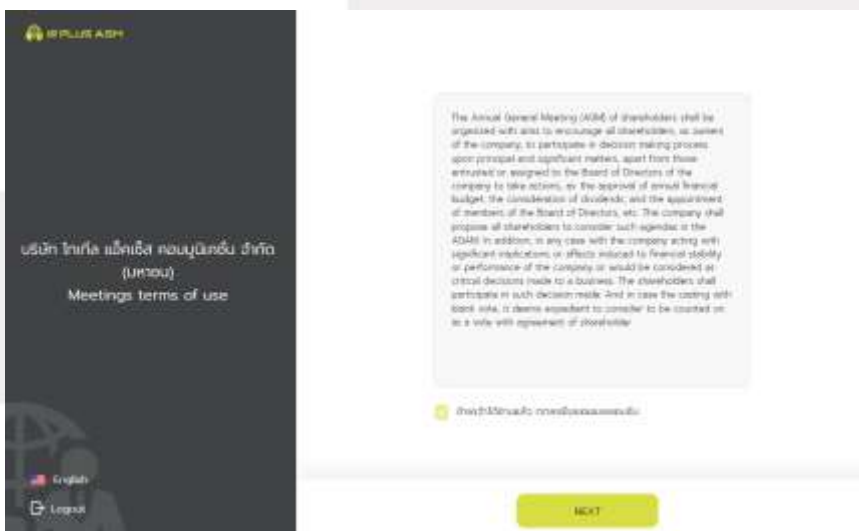 IR PLUS AGM
บริษัท โทเทิ่ล แอ็คเซ็ส คอมมูนิเคชั่น จำกัด
(มหาชน)
Meetings terms of use
The Annual General Meeting (AGM) of shareholders shall be
organized with aims to encourage all shareholders, as owners
of the company, to participate in decision making process
upon principal and significant matters, apart from those
entrusted or assigned to the Board of Directors of the
company to take actions, ex. the approval of annual financial
budget, the consideration of dividends, and the appointment
of members of the Board of Directors, etc. The company shall
propose all shareholders to consider such agendas in the
In addition, in any case with the company acting with
significant implications or affects induced to financial stability
or performance of the company or would be considered as
critical decisions made to a business. The shareholders shall
participate in such decision made. And in case the casting with
blank vote, is deems expedient to consider to be counted on
as a vote with agreement of shareholder
English
Logout
NEXT